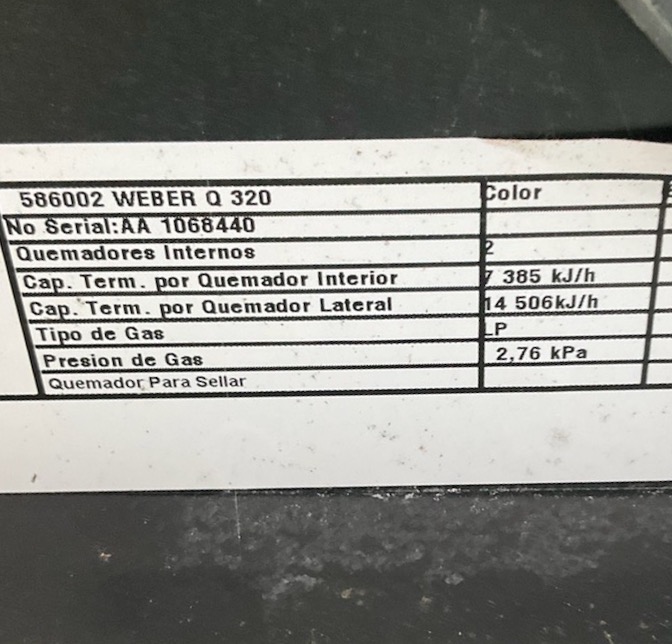 586002 WEBER Q 320 Color
No Serial:AA 1068440
Quemadores Internos 2
Cap. Term. por Quemador Interior 7 385 kJ/h
Cap. Term. por Quemador Lateral 14 506kJ/h
Tipo de Gas LP
Presion de Gas 2,76 kPa
Quemador Para Sellar